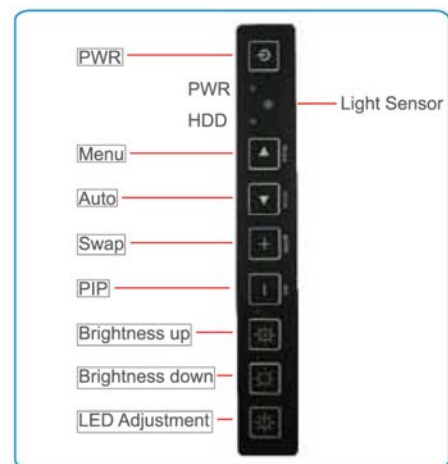 PWR
PWR
Light Sensor
HDD
Menu
Auto
Swap
PIP
Brightness up
Brightness down
LED Adjustment